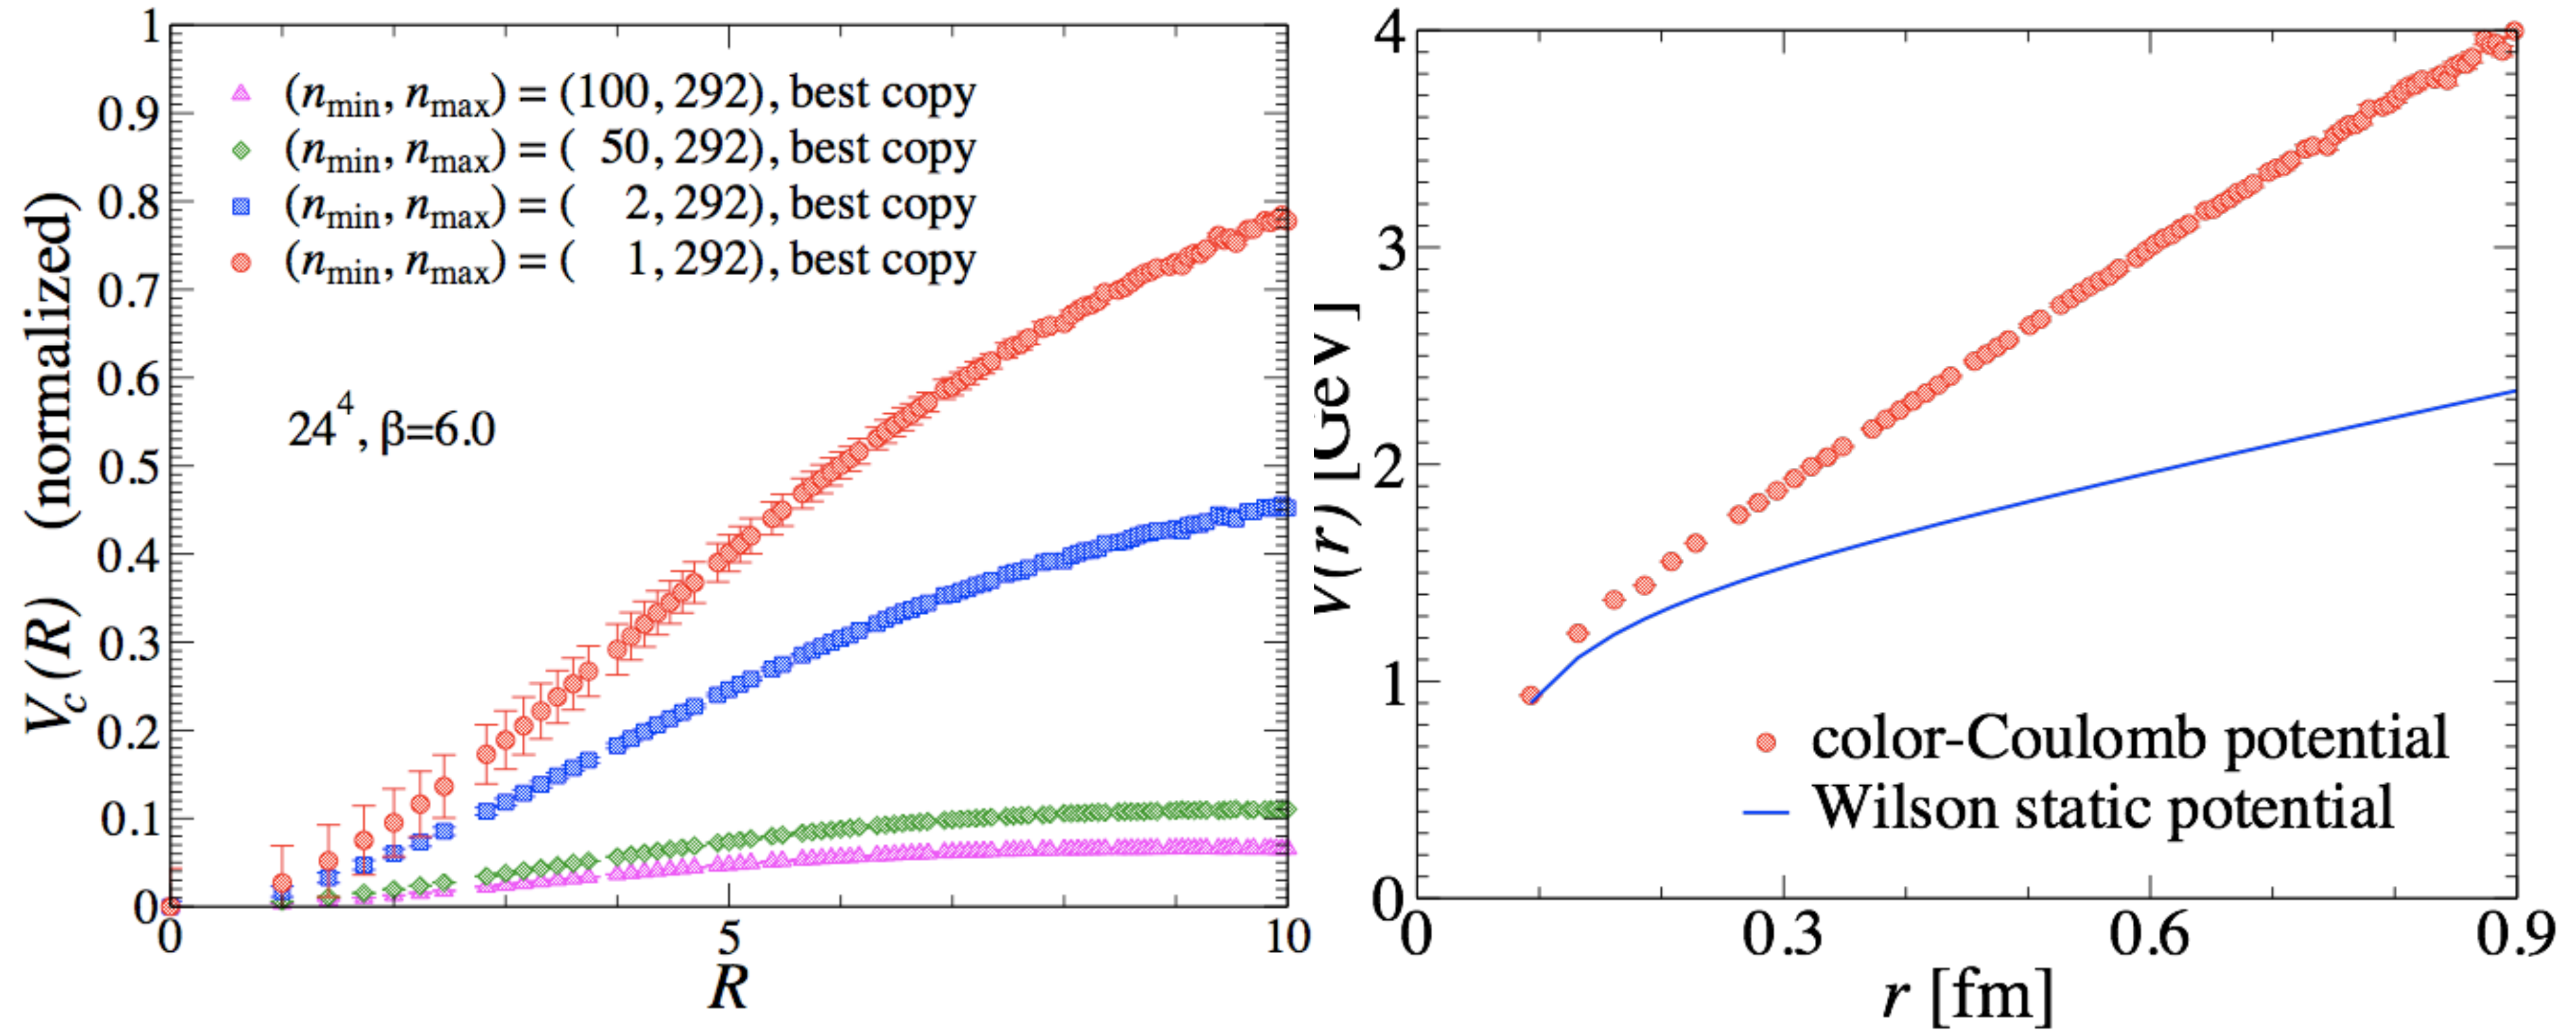 1
0.9
0.8
0.7
0.6
0.5
0.4
0.3
0.2
0.1
0
V_c(R) (normalized)
(n_min, n_max) = (100, 292), best copy
(n_min, n_max) = ( 50, 292), best copy
(n_min, n_max) = ( 2, 292), best copy
(n_min, n_max) = ( 1, 292), best copy
24^4, β=6.0
0 5 10
R
4
3
2
1
0
V(r) [GeV]
color-Coulomb potential
Wilson static potential
0 0.3 0.6 0.9
r [fm]